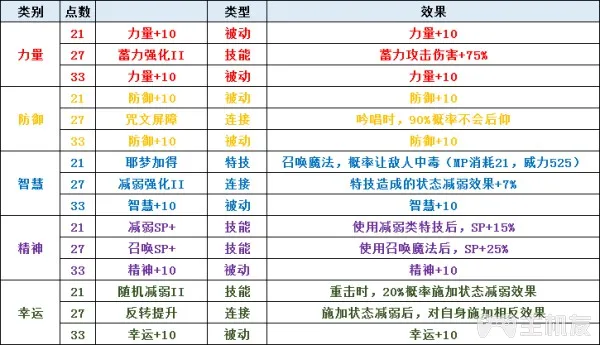 类别 点数 类型 效果
力量 21 力量+10 被动 力量+10
27 蓄力强化II 技能 蓄力攻击伤害+75%
33 力量+10 被动 力量+10
防御 21 防御+10 被动 防御+10
27 咒文屏障 连接 吟唱时，90%概率不会后仰
33 防御+10 被动 防御+10
智慧 21 耶梦加得 特技 召唤魔法，概率让敌人中毒（MP消耗21，威力525）
27 减弱强化II 连接 特技造成的状态减弱效果+7%
33 智慧+10 被动 智慧+10
精神 21 减弱SP+ 技能 使用减弱类特技后，SP+15%
27 召唤SP+ 技能 使用召唤魔法后，SP+25%
33 精神+10 被动 精神+10
幸运 21 随机减弱II 技能 重击时，20%概率施加状态减弱效果
27 反转提升 连接 施加状态减弱后，对自身施加相反效果
33 幸运+10 被动 幸运+10
主机友